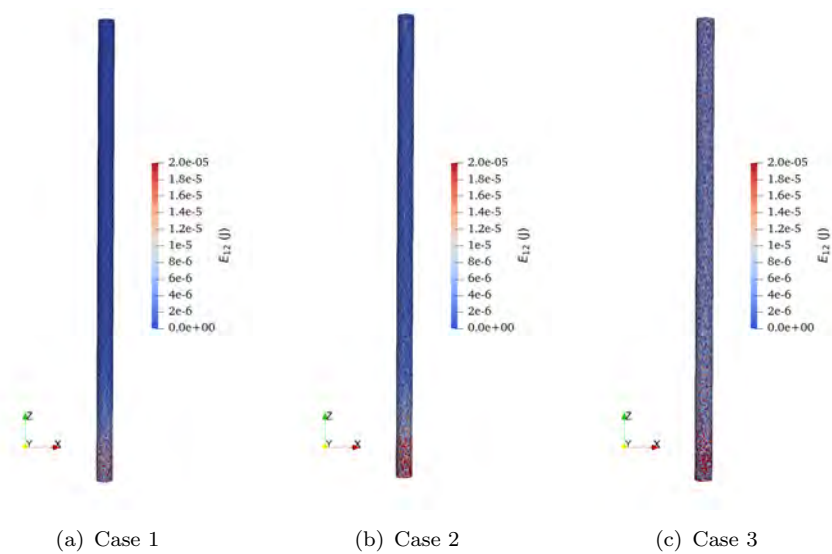 2.0e-05
1.8e-5
1.6e-5
1.4e-5
1.2e-5
1e-5
8e-6
6e-6
4e-6
2e-6
0.0e+00
E12 (J)
Z
Y
X
(a) Case 1
2.0e-05
1.8e-5
1.6e-5
1.4e-5
1.2e-5
1e-5
8e-6
6e-6
4e-6
2e-6
0.0e+00
E12 (J)
Z
Y
X
(b) Case 2
2.0e-05
1.8e-5
1.6e-5
1.4e-5
1.2e-5
1e-5
8e-6
6e-6
4e-6
2e-6
0.0e+00
E12 (J)
Z
Y
X
(c) Case 3